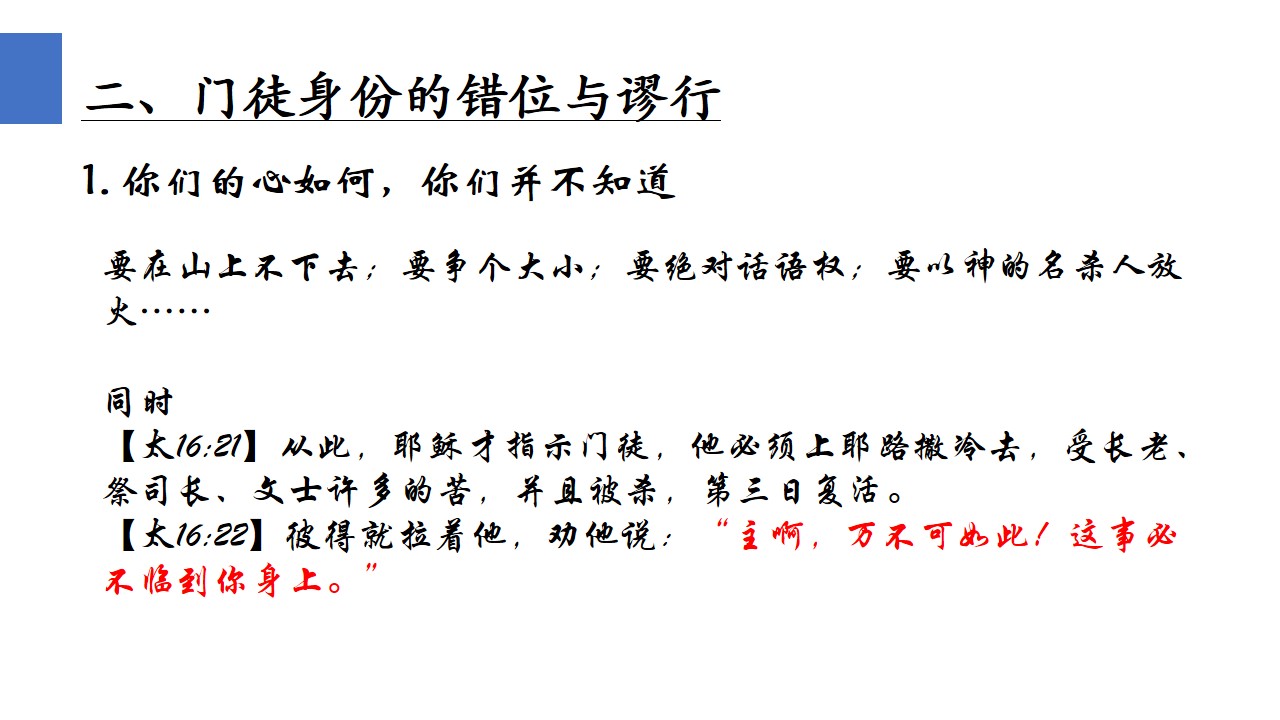 二、门徒身份的错位与谬行
1. 你们的心如何，你们并不知道
要在山上不下去；要争个大小；要绝对话语权；要以神的名杀人放
火……
同时
【太16:21】从此，耶稣才指示门徒，他必须上耶路撒冷去，受长老、
祭司长、文士许多的苦，并且被杀，第三日复活。
【太16:22】彼得就拉着他，劝他说：“主啊，万不可如此！这事必
不临到你身上。”